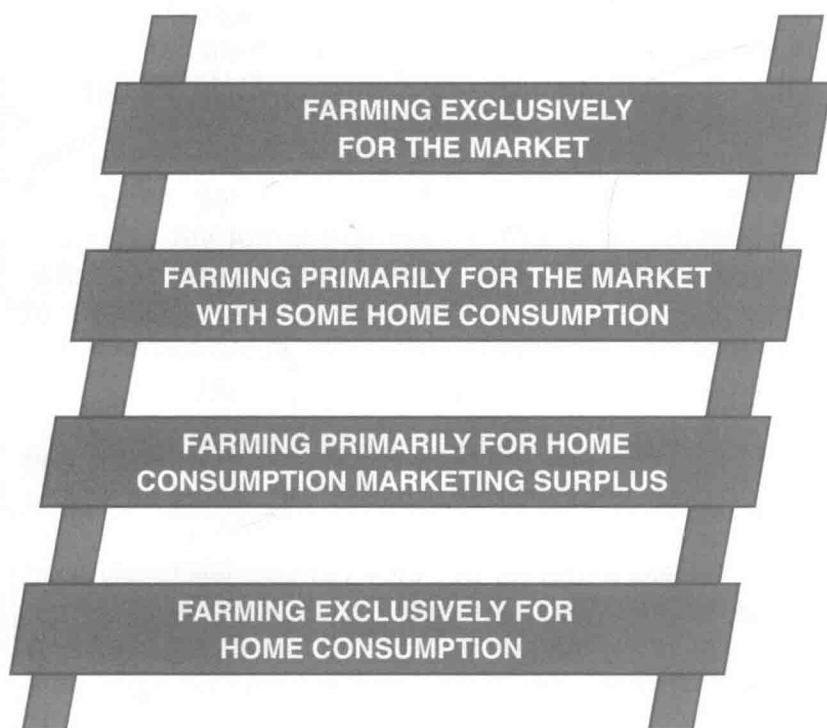 FARMING EXCLUSIVELY
FOR THE MARKET
FARMING PRIMARILY FOR THE MARKET
WITH SOME HOME CONSUMPTION
FARMING PRIMARILY FOR HOME
CONSUMPTION MARKETING SURPLUS
FARMING EXCLUSIVELY FOR
HOME CONSUMPTION